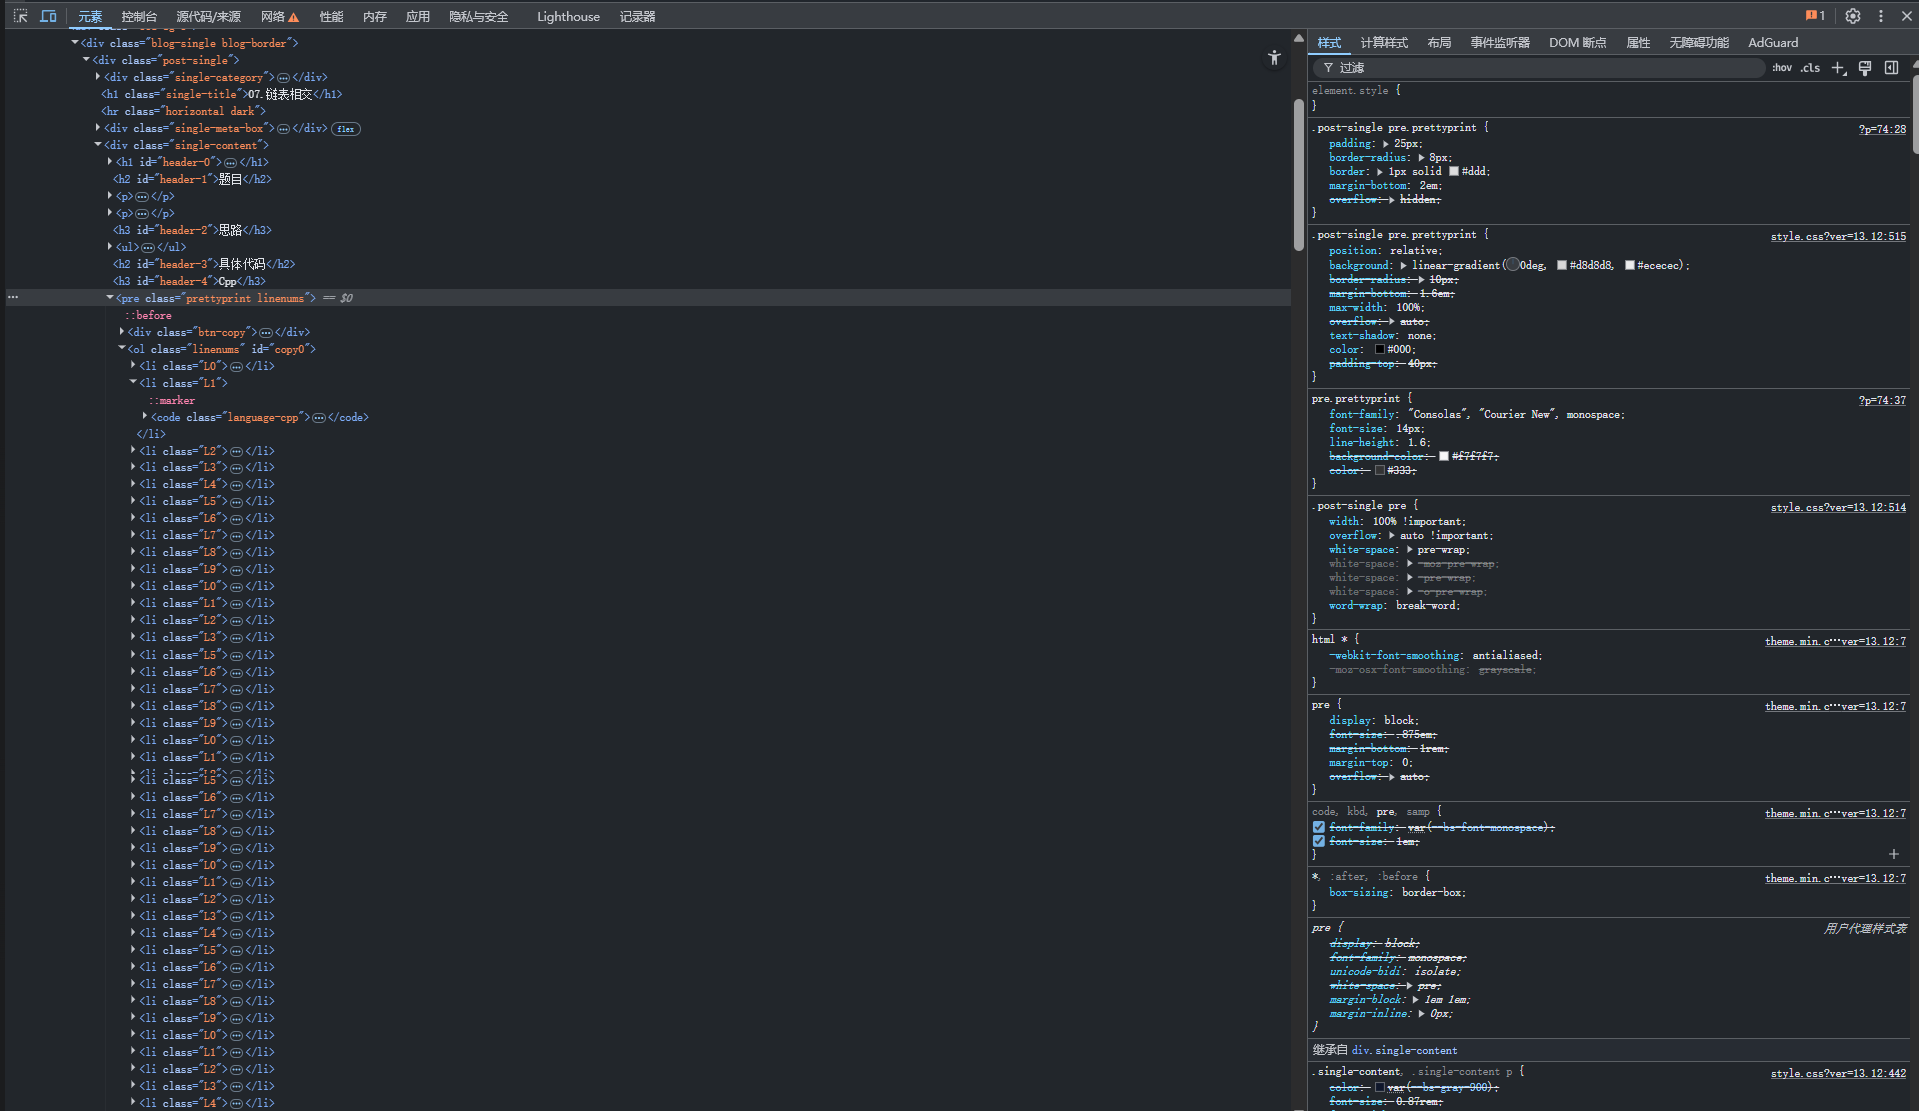 元素 控制台 源代码/来源 网络 性能 内存 应用 隐私与安全 Lighthouse 记录器 1
<div class="blog-single blog-border">
<div class="post-single">
<div class="single-category"></div>
<h1 class="single-title">07.链表相交</h1>
<hr class="horizontal dark">
<div class="single-meta-box"></div> flex
<div class="single-content">
<h1 id="header-0"></h1>
<h2 id="header-1">题目</h2>
<p></p>
<p></p>
<h3 id="header-2">思路</h3>
<ul></ul>
<h2 id="header-3">具体代码</h2>
<h3 id="header-4">Cpp</h3>
<pre class="prettyprint linenums"> == $0
::before
<div class="btn-copy"></div>
<ol class="linenums" id="copy0">
<li class="L0"></li>
<li class="L1">
::marker
<code class="language-cpp"></code>
</li>
<li class="L2"></li>
<li class="L3"></li>
<li class="L4"></li>
<li class="L5"></li>
<li class="L6"></li>
<li class="L7"></li>
<li class="L8"></li>
<li class="L9"></li>
<li class="L0"></li>
<li class="L1"></li>
<li class="L2"></li>
<li class="L3"></li>
<li class="L5"></li>
<li class="L6"></li>
<li class="L7"></li>
<li class="L8"></li>
<li class="L9"></li>
<li class="L0"></li>
<li class="L1"></li>
<li class="L5"></li>
<li class="L6"></li>
<li class="L7"></li>
<li class="L8"></li>
<li class="L9"></li>
<li class="L0"></li>
<li class="L1"></li>
<li class="L2"></li>
<li class="L3"></li>
<li class="L4"></li>
<li class="L5"></li>
<li class="L6"></li>
<li class="L7"></li>
<li class="L8"></li>
<li class="L9"></li>
<li class="L0"></li>
<li class="L1"></li>
<li class="L2"></li>
<li class="L3"></li>
<li class="L4"></li>
样式 计算样式 布局 事件监听器 DOM 断点 属性 无障碍功能 AdGuard
过滤 :hov .cls
element.style {
}
.post-single pre.prettyprint { ?p=74:28
padding: 25px;
border-radius: 8px;
border: 1px solid #ddd;
margin-bottom: 2em;
overflow: hidden;
}
.post-single pre.prettyprint { style.css?ver=13.12:515
position: relative;
background: linear-gradient(0deg, #d8d8d8, #ececec);
border-radius: 10px;
margin-bottom: 1.6em;
max-width: 100%;
overflow: auto;
text-shadow: none;
color: #000;
padding-top: 40px;
}
pre.prettyprint { ?p=74:37
font-family: "Consolas", "Courier New", monospace;
font-size: 14px;
line-height: 1.6;
background-color: #f7f7f7;
color: #333;
}
.post-single pre { style.css?ver=13.12:514
width: 100% !important;
overflow: auto !important;
white-space: pre-wrap;
white-space: -moz-pre-wrap;
white-space: -pre-wrap;
white-space: -o-pre-wrap;
word-wrap: break-word;
}
html * { theme.min.c…ver=13.12:7
-webkit-font-smoothing: antialiased;
-moz-osx-font-smoothing: grayscale;
}
pre { theme.min.c…ver=13.12:7
display: block;
font-size: .875em;
margin-bottom: 1rem;
margin-top: 0;
overflow: auto;
}
code, kbd, pre, samp { theme.min.c…ver=13.12:7
font-family: var(--bs-font-monospace);
font-size: 1em;
}
*, :after, :before { theme.min.c…ver=13.12:7
box-sizing: border-box;
}
pre { 用户代理样式表
display: block;
font-family: monospace;
unicode-bidi: isolate;
white-space: pre;
margin-block: 1em 1em;
margin-inline: 0px;
}
继承自 div.single-content
.single-content, .single-content p { style.css?ver=13.12:442
color: var(--bs-gray-900);
font-size: 0.87rem;